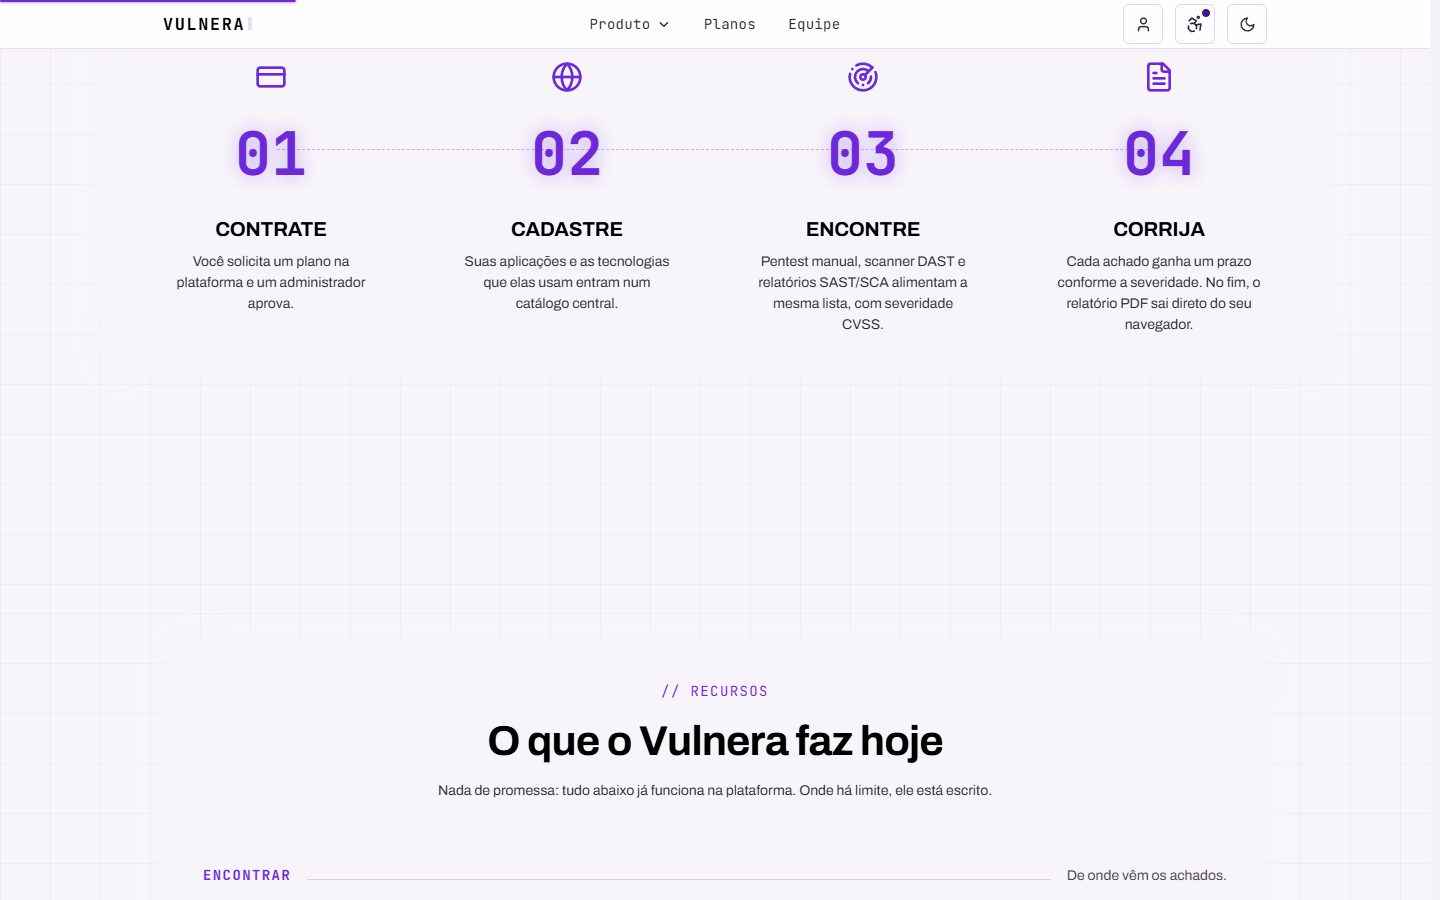 VULNERA
Produto
Planos
Equipe
01
02
03
04
CONTRATE
Você solicita um plano na
plataforma e um administrador
aprova.
CADASTRE
Suas aplicações e as tecnologias
que elas usam entram num
catálogo central.
ENCONTRE
Pentest manual, scanner DAST e
relatórios SAST/SCA alimentam a
mesma lista, com severidade
CVSS.
CORRIJA
Cada achado ganha um prazo
conforme a severidade. No fim, o
relatório PDF sai direto do seu
navegador.
// RECURSOS
O que o Vulnera faz hoje
Nada de promessa: tudo abaixo já funciona na plataforma. Onde há limite, ele está escrito.
ENCONTRAR
De onde vêm os achados.